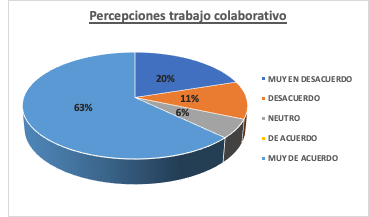 Percepciones trabajo colaborativo
20%
11%
6%
63%
MUY EN DESACUERDO
DESACUERDO
NEUTRO
DE ACUERDO
MUY DE ACUERDO